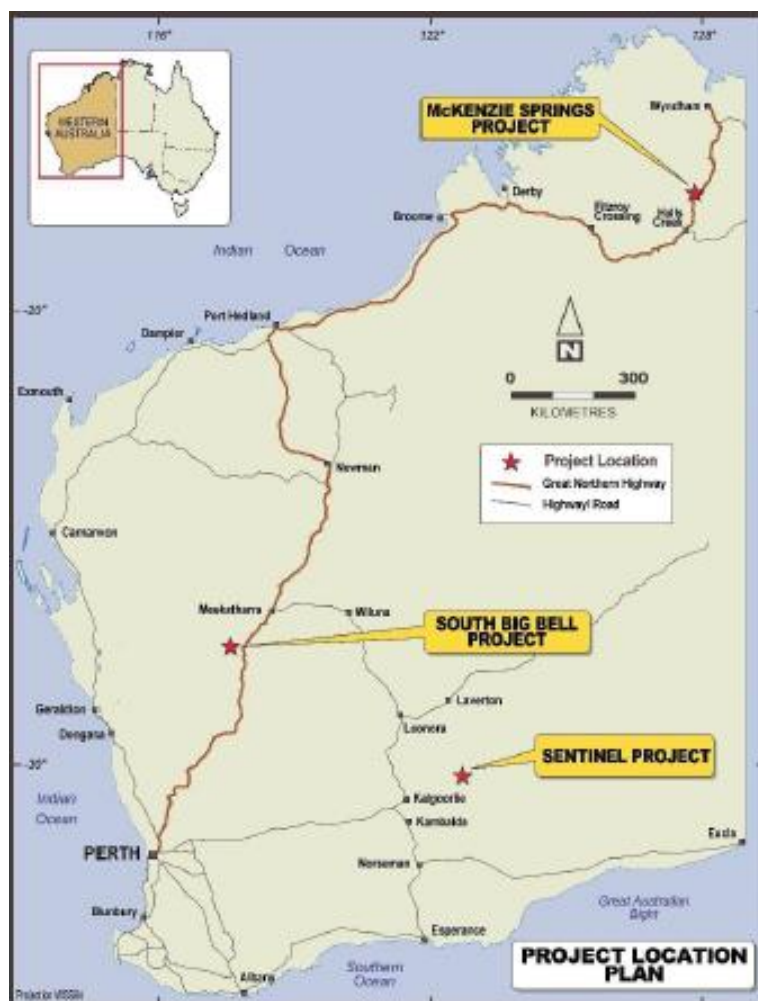 116°
122°
128°
WESTERN
AUSTRALIA
McKENZIE SPRINGS
PROJECT
Wyndham
Derby
Broome
Fitzroy
Crossing
Halls
Creek
Indian Ocean
-20°
Port Hedland
Dampier
Exmouth
N
0 300
KILOMETRES
Project Location
Great Northern Highway
Highway/ Road
Newman
Carnarvon
Meekatharra
Wiluna
SOUTH BIG BELL
PROJECT
Geraldton
Dongara
Laverton
Leonora
-30°
SENTINEL PROJECT
Indian
Ocean
Kalgoorlie
Kambalda
PERTH
Eucla
Norseman
Bunbury
Great Australian
Bight
Esperance
Albany
Southern
Ocean
PROJECT LOCATION
PLAN